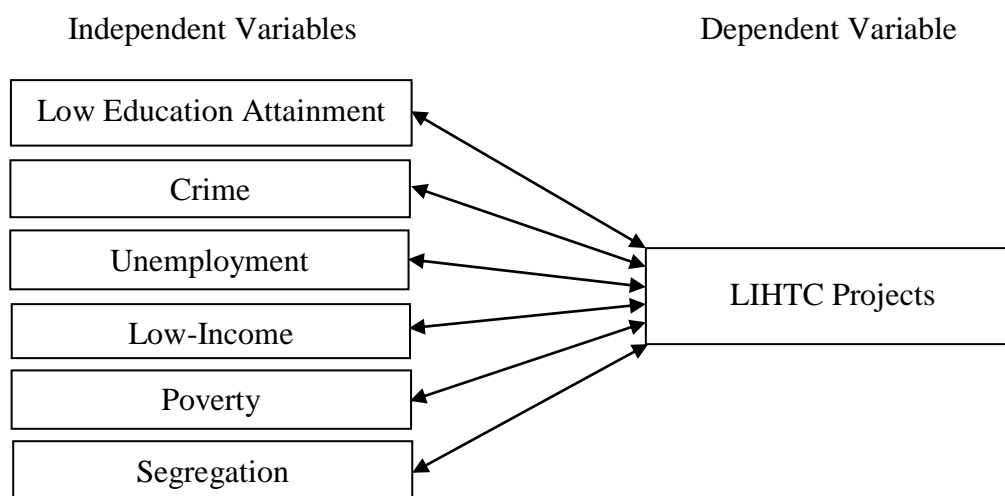 Independent Variables
Dependent Variable
Low Education Attainment
Crime
Unemployment
Low-Income
Poverty
Segregation
LIHTC Projects